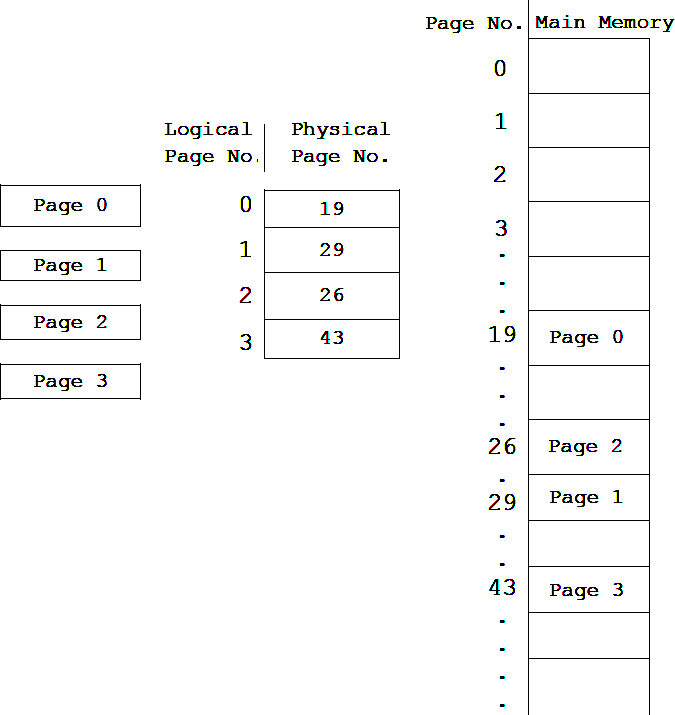 Page No. Main Memory
0
1
2
3
.
.
.
19 Page 0
.
.
.
26 Page 2
.
29 Page 1
.
.
43 Page 3
.
.
.
.
Logical Physical
Page No. Page No.
0 19
1 29
2 26
3 43
Page 0
Page 1
Page 2
Page 3